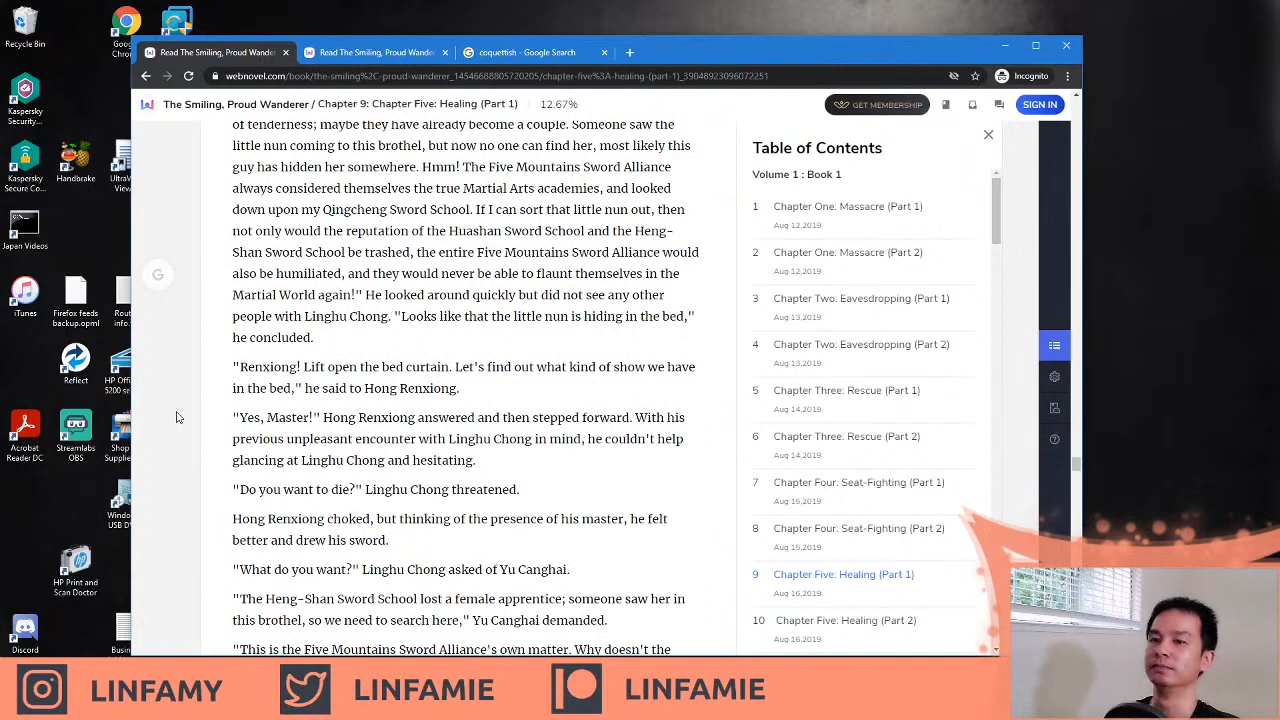 Recycle Bin
Goo
Chro
Kaspersky
Security...
Handbrake
Ultra
Vi
Kaspersky
Secure Co...
Japan Videos
iTunes
Firefox feeds
backup.opml
Route
info.
Reflect
HP Offi
5200 se
Acrobat
Reader DC
Streamlabs
OBS
Shop
Supplies
Windo
USB DV
HP Print and
Scan Doctor
Discord
Docum
Read The Smiling, Proud Wander
Read The Smiling, Proud Wande
coquettish - Google Search
webnovel.com/book/the-smiling%2C-proud-wanderer_14546688805720205/chapter-five%3A-healing-(part-1)_39048923096072251
Incognito
The Smiling, Proud Wanderer / Chapter 9: Chapter Five: Healing (Part 1)
12.67%
GET MEMBERSHIP
SIGN IN
of tenderness; maybe they have already become a couple. Someone saw the
little nun coming to this brothel, but now no one can find her, most likely this
guy has hidden her somewhere. Hmm! The Five Mountains Sword Alliance
always considered themselves the true Martial Arts academies, and looked
down upon my Qingcheng Sword School. If I can sort that little nun out, then
not only would the reputation of the Huashan Sword School and the Heng-
Shan Sword School be trashed, the entire Five Mountains Sword Alliance would
also be humiliated, and they would never be able to flaunt themselves in the
Martial World again!" He looked around quickly but did not see any other
people with Linghu Chong. "Looks like that the little nun is hiding in the bed,"
he concluded.
"Renxiong! Lift open the bed curtain. Let's find out what kind of show we have
in the bed," he said to Hong Renxiong.
"Yes, Master!" Hong Renxiong answered and then stepped forward. With his
previous unpleasant encounter with Linghu Chong in mind, he couldn't help
glancing at Linghu Chong and hesitating.
"Do you want to die?" Linghu Chong threatened.
Hong Renxiong choked, but thinking of the presence of his master, he felt
better and drew his sword.
"What do you want?" Linghu Chong asked of Yu Canghai.
"The Heng-Shan Sword School lost a female apprentice; someone saw her in
this brothel, so we need to search here," Yu Canghai demanded.
"This is the Five Mountains Sword Alliance's own matter. Why doesn't the
G
Table of Contents
Volume 1 : Book 1
1 Chapter One: Massacre (Part 1)
Aug 12,2019
2 Chapter One: Massacre (Part 2)
Aug 12,2019
3 Chapter Two: Eavesdropping (Part 1)
Aug 13,2019
4 Chapter Two: Eavesdropping (Part 2)
Aug 13,2019
5 Chapter Three: Rescue (Part 1)
Aug 14,2019
6 Chapter Three: Rescue (Part 2)
Aug 14,2019
7 Chapter Four: Seat-Fighting (Part 1)
Aug 15,2019
8 Chapter Four: Seat-Fighting (Part 2)
Aug 15,2019
9 Chapter Five: Healing (Part 1)
Aug 16,2019
10 Chapter Five: Healing (Part 2)
Aug 16,2019
LINFAMY
LINFAMIE
LINFAMIE